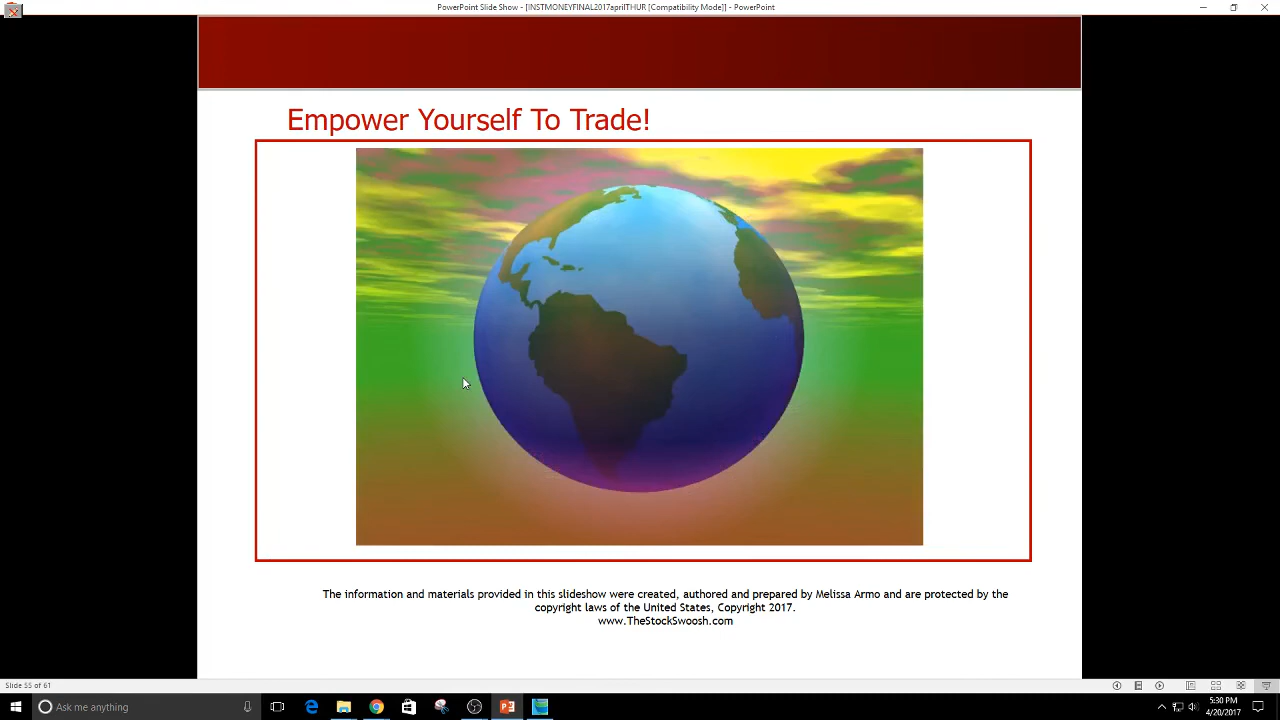 PowerPoint Slide Show - [INSTMONEYFINAL2017aprilTHUR [Compatibility Mode]] - PowerPoint
Empower Yourself To Trade!
The information and materials provided in this slideshow were created, authored and prepared by Melissa Armo and are protected by the
copyright laws of the United States, Copyright 2017.
www.TheStockSwoosh.com
Slide 55 of 61
Ask me anything
5:30 PM
4/20/2017